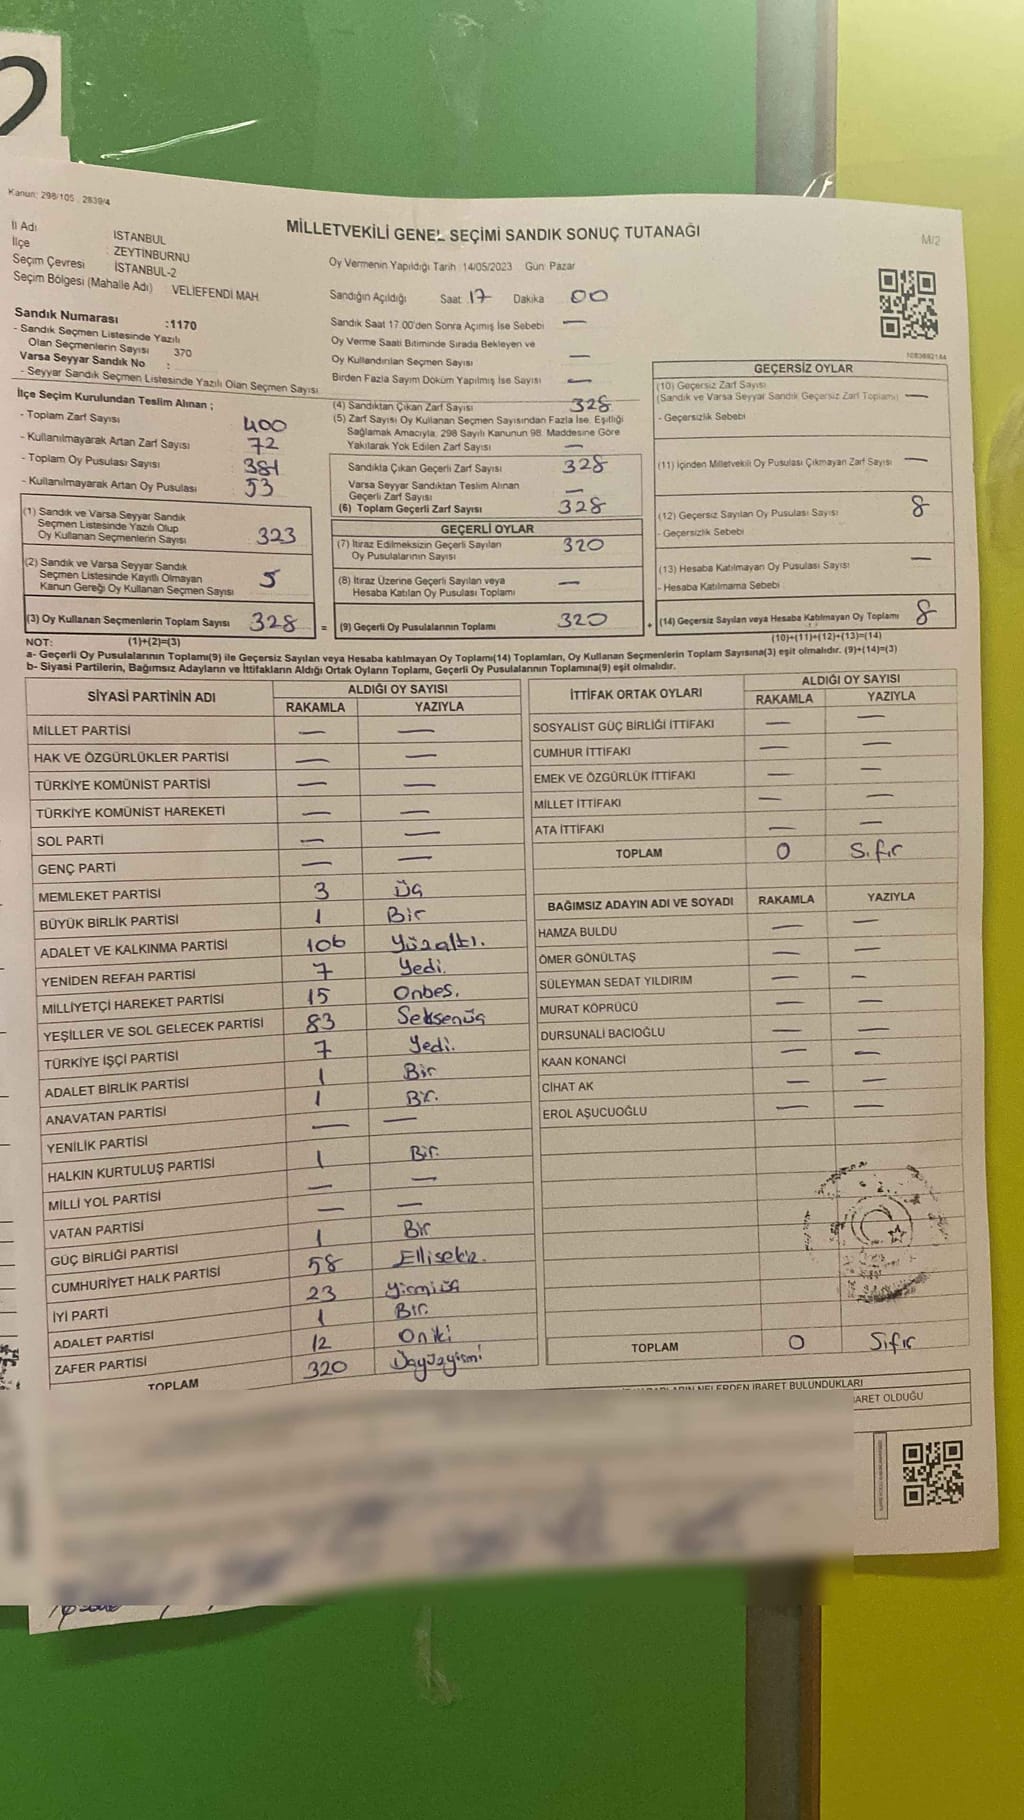 Kanun: 298/105 , 2839/4
MİLLETVEKİLİ GENEL SEÇİMİ SANDIK SONUÇ TUTANAĞI
M/2
İl Adı İSTANBUL
İlçe : ZEYTİNBURNU
Seçim Çevresi İSTANBUL-2
Seçim Bölgesi (Mahalle Adı) VELİEFENDİ MAH.
Sandık Numarası :1170
- Sandık Seçmen Listesinde Yazılı
Olan Seçmenlerin Sayısı 370
Varsa Seyyar Sandık No :
- Seyyar Sandık Seçmen Listesinde Yazılı Olan Seçmen Sayısı
Oy Vermenin Yapıldığı Tarih :14/05/2023 Gün: Pazar
Sandığın Açıldığı Saat 17 Dakika 00
Sandık Saat 17.00'den Sonra Açımış İse Sebebi —
Oy Verme Saati Bitiminde Sırada Bekleyen ve
Oy Kullandırılan Seçmen Sayısı —
Birden Fazla Sayım Döküm Yapılmış İse Sayısı —
İlçe Seçim Kurulundan Teslim Alınan ;
- Toplam Zarf Sayısı 400
- Kullanılmayarak Artan Zarf Sayısı 72
- Toplam Oy Pusulası Sayısı 381
- Kullanılmayarak Artan Oy Pusulası 53
(1) Sandık ve Varsa Seyyar Sandık
Seçmen Listesinde Yazılı Olup
Oy Kullanan Seçmenlerin Sayısı 323
(2) Sandık ve Varsa Seyyar Sandık
Seçmen Listesinde Kayıtlı Olmayan
Kanun Gereği Oy Kullanan Seçmen Sayısı 5
(3) Oy Kullanan Seçmenlerin Toplam Sayısı 328 =
(1)+(2)=(3)
(4) Sandıktan Çıkan Zarf Sayısı 328
(5) Zarf Sayısı Oy Kullanan Seçmen Sayısından Fazla İse, Eşitliği
Sağlamak Amacıyla, 298 Sayılı Kanunun 98. Maddesine Göre
Yakılarak Yok Edilen Zarf Sayısı —
Sandıkta Çıkan Geçerli Zarf Sayısı 328
Varsa Seyyar Sandıktan Teslim Alınan
Geçerli Zarf Sayısı —
(6) Toplam Geçerli Zarf Sayısı 328
GEÇERLİ OYLAR
(7) İtiraz Edilmeksizin Geçerli Sayılan
Oy Pusulalarının Sayısı 320
(8) İtiraz Üzerine Geçerli Sayılan veya
Hesaba Katılan Oy Pusulası Toplamı —
(9) Geçerli Oy Pusulalarının Toplamı 320 +
1083692144
GEÇERSİZ OYLAR
(10) Geçersiz Zarf Sayısı
(Sandık ve Varsa Seyyar Sandık Geçersiz Zarf Toplamı) —
- Geçersizlik Sebebi
(11) İçinden Milletvekili Oy Pusulası Çıkmayan Zarf Sayısı —
(12) Geçersiz Sayılan Oy Pusulası Sayısı 8
- Geçersizlik Sebebi
(13) Hesaba Katılmayan Oy Pusulası Sayısı —
- Hesaba Katılmama Sebebi
(14) Geçersiz Sayılan veya Hesaba Katılmayan Oy Toplamı 8
(10)+(11)+(12)+(13)=(14)
NOT:
a- Geçerli Oy Pusulalarının Toplamı(9) ile Geçersiz Sayılan veya Hesaba katılmayan Oy Toplamı(14) Toplamları, Oy Kullanan Seçmenlerin Toplam Sayısına(3) eşit olmalıdır. (9)+(14)=(3)
b- Siyasi Partilerin, Bağımsız Adayların ve İttifakların Aldığı Ortak Oyların Toplamı, Geçerli Oy Pusulalarının Toplamına(9) eşit olmalıdır.
SİYASİ PARTİNİN ADI ALDIĞI OY SAYISI
RAKAMLA YAZIYLA
MİLLET PARTİSİ — —
HAK VE ÖZGÜRLÜKLER PARTİSİ — —
TÜRKİYE KOMÜNİST PARTİSİ — —
TÜRKİYE KOMÜNİST HAREKETİ — —
SOL PARTİ — —
GENÇ PARTİ — —
MEMLEKET PARTİSİ 3 Üç
BÜYÜK BİRLİK PARTİSİ 1 Bir
ADALET VE KALKINMA PARTİSİ 106 Yüzaltı.
YENİDEN REFAH PARTİSİ 7 Yedi.
MİLLİYETÇİ HAREKET PARTİSİ 15 Onbeş.
YEŞİLLER VE SOL GELECEK PARTİSİ 83 Seksenüç
TÜRKİYE İŞÇİ PARTİSİ 7 Yedi.
ADALET BİRLİK PARTİSİ 1 Bir
ANAVATAN PARTİSİ 1 Bir.
YENİLİK PARTİSİ — —
HALKIN KURTULUŞ PARTİSİ 1 Bir.
MİLLİ YOL PARTİSİ — —
VATAN PARTİSİ — —
GÜÇ BİRLİĞİ PARTİSİ 1 Bir
CUMHURİYET HALK PARTİSİ 58 Ellisekiz.
İYİ PARTİ 23 Yirmiüç
ADALET PARTİSİ 1 Bir.
ZAFER PARTİSİ 12 Oniki
TOPLAM 320 Üçyüzyirmi
İTTİFAK ORTAK OYLARI ALDIĞI OY SAYISI
RAKAMLA YAZIYLA
SOSYALİST GÜÇ BİRLİĞİ İTTİFAKI — —
CUMHUR İTTİFAKI — —
EMEK VE ÖZGÜRLÜK İTTİFAKI — —
MİLLET İTTİFAKI — —
ATA İTTİFAKI — —
TOPLAM 0 Sıfır
BAĞIMSIZ ADAYIN ADI VE SOYADI RAKAMLA YAZIYLA
HAMZA BULDU — —
ÖMER GÖNÜLTAŞ — —
SÜLEYMAN SEDAT YILDIRIM — —
MURAT KÖPRÜCÜ — —
DURSUNALİ BACIOĞLU — —
KAAN KONANCİ — —
CİHAT AK — —
EROL AŞUCUOĞLU — —
TOPLAM 0 Sıfır
NELERDEN İBARET BULUNDUKLARI
İBARET OLDUĞU